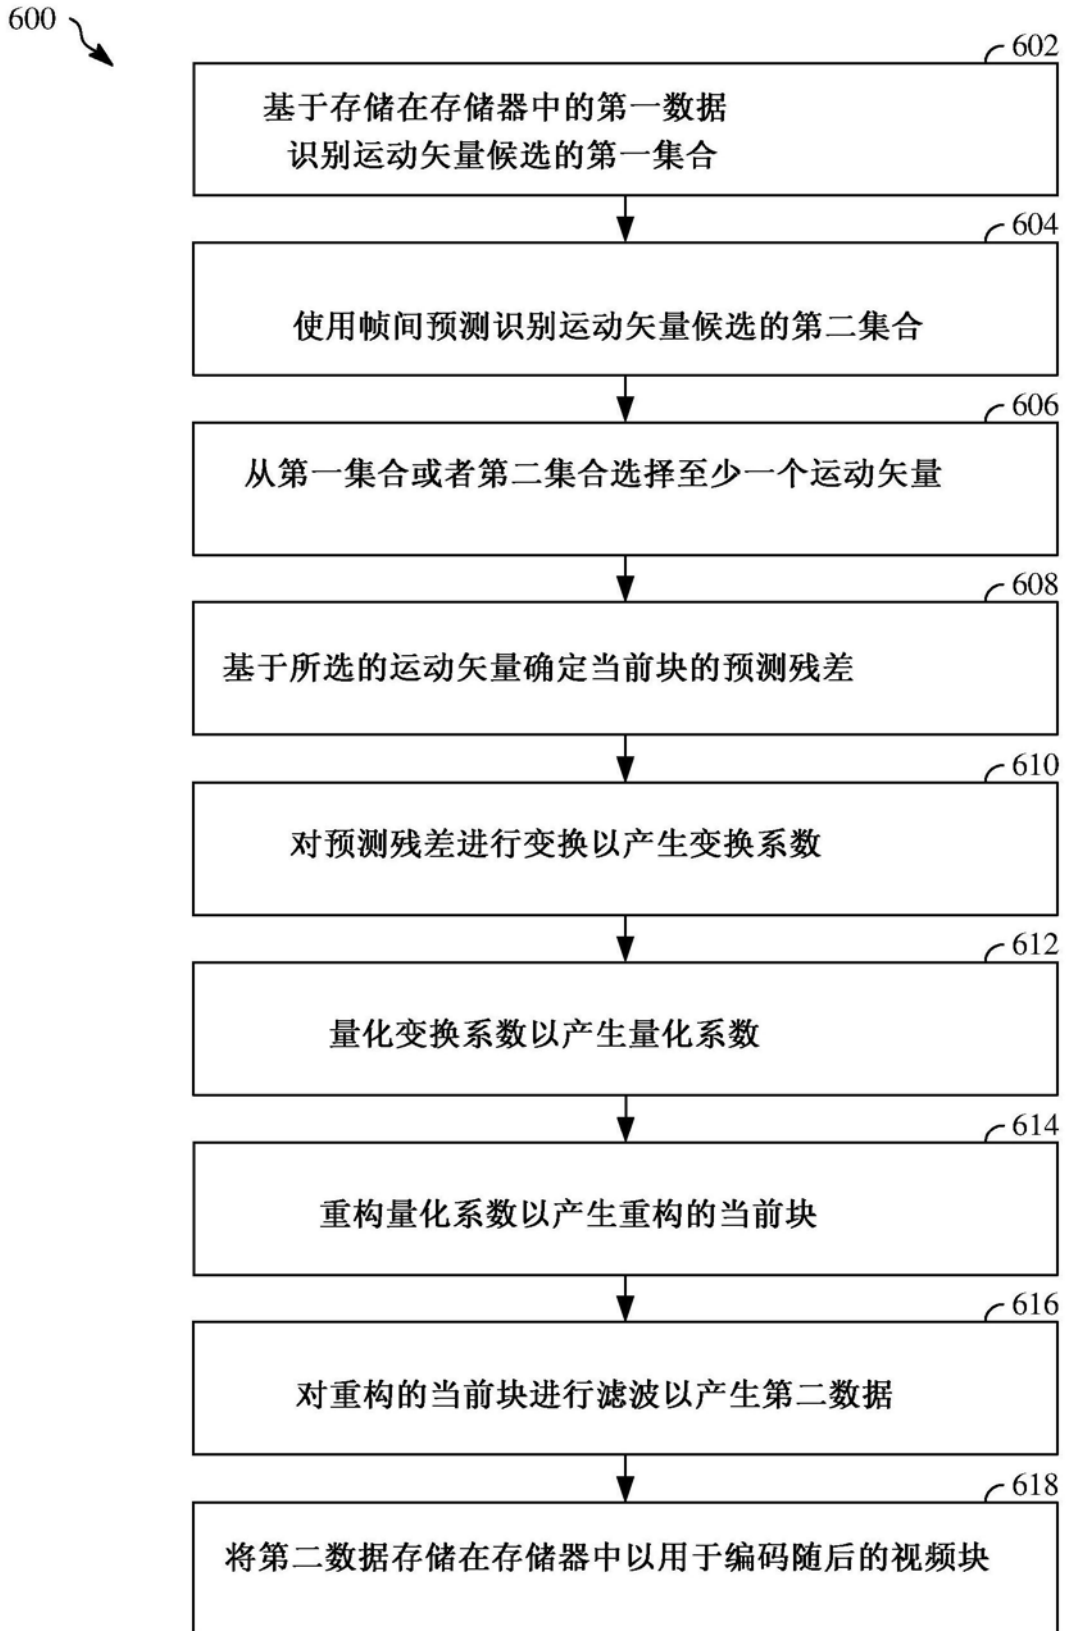 600
602
基于存储在存储器中的第一数据
识别运动矢量候选的第一集合
604
使用帧间预测识别运动矢量候选的第二集合
606
从第一集合或者第二集合选择至少一个运动矢量
608
基于所选的运动矢量确定当前块的预测残差
610
对预测残差进行变换以产生变换系数
612
量化变换系数以产生量化系数
614
重构量化系数以产生重构的当前块
616
对重构的当前块进行滤波以产生第二数据
618
将第二数据存储在存储器中以用于编码随后的视频块